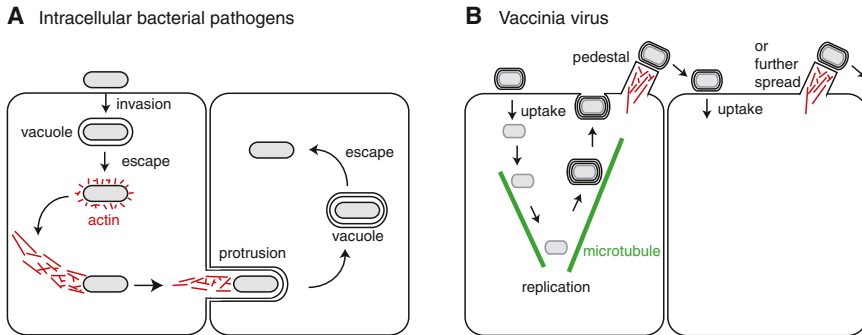 A Intracellular bacterial pathogens
invasion
vacuole
escape
actin
protrusion
escape
vacuole
B Vaccinia virus
pedestal
or
further
spread
uptake
uptake
microtubule
replication